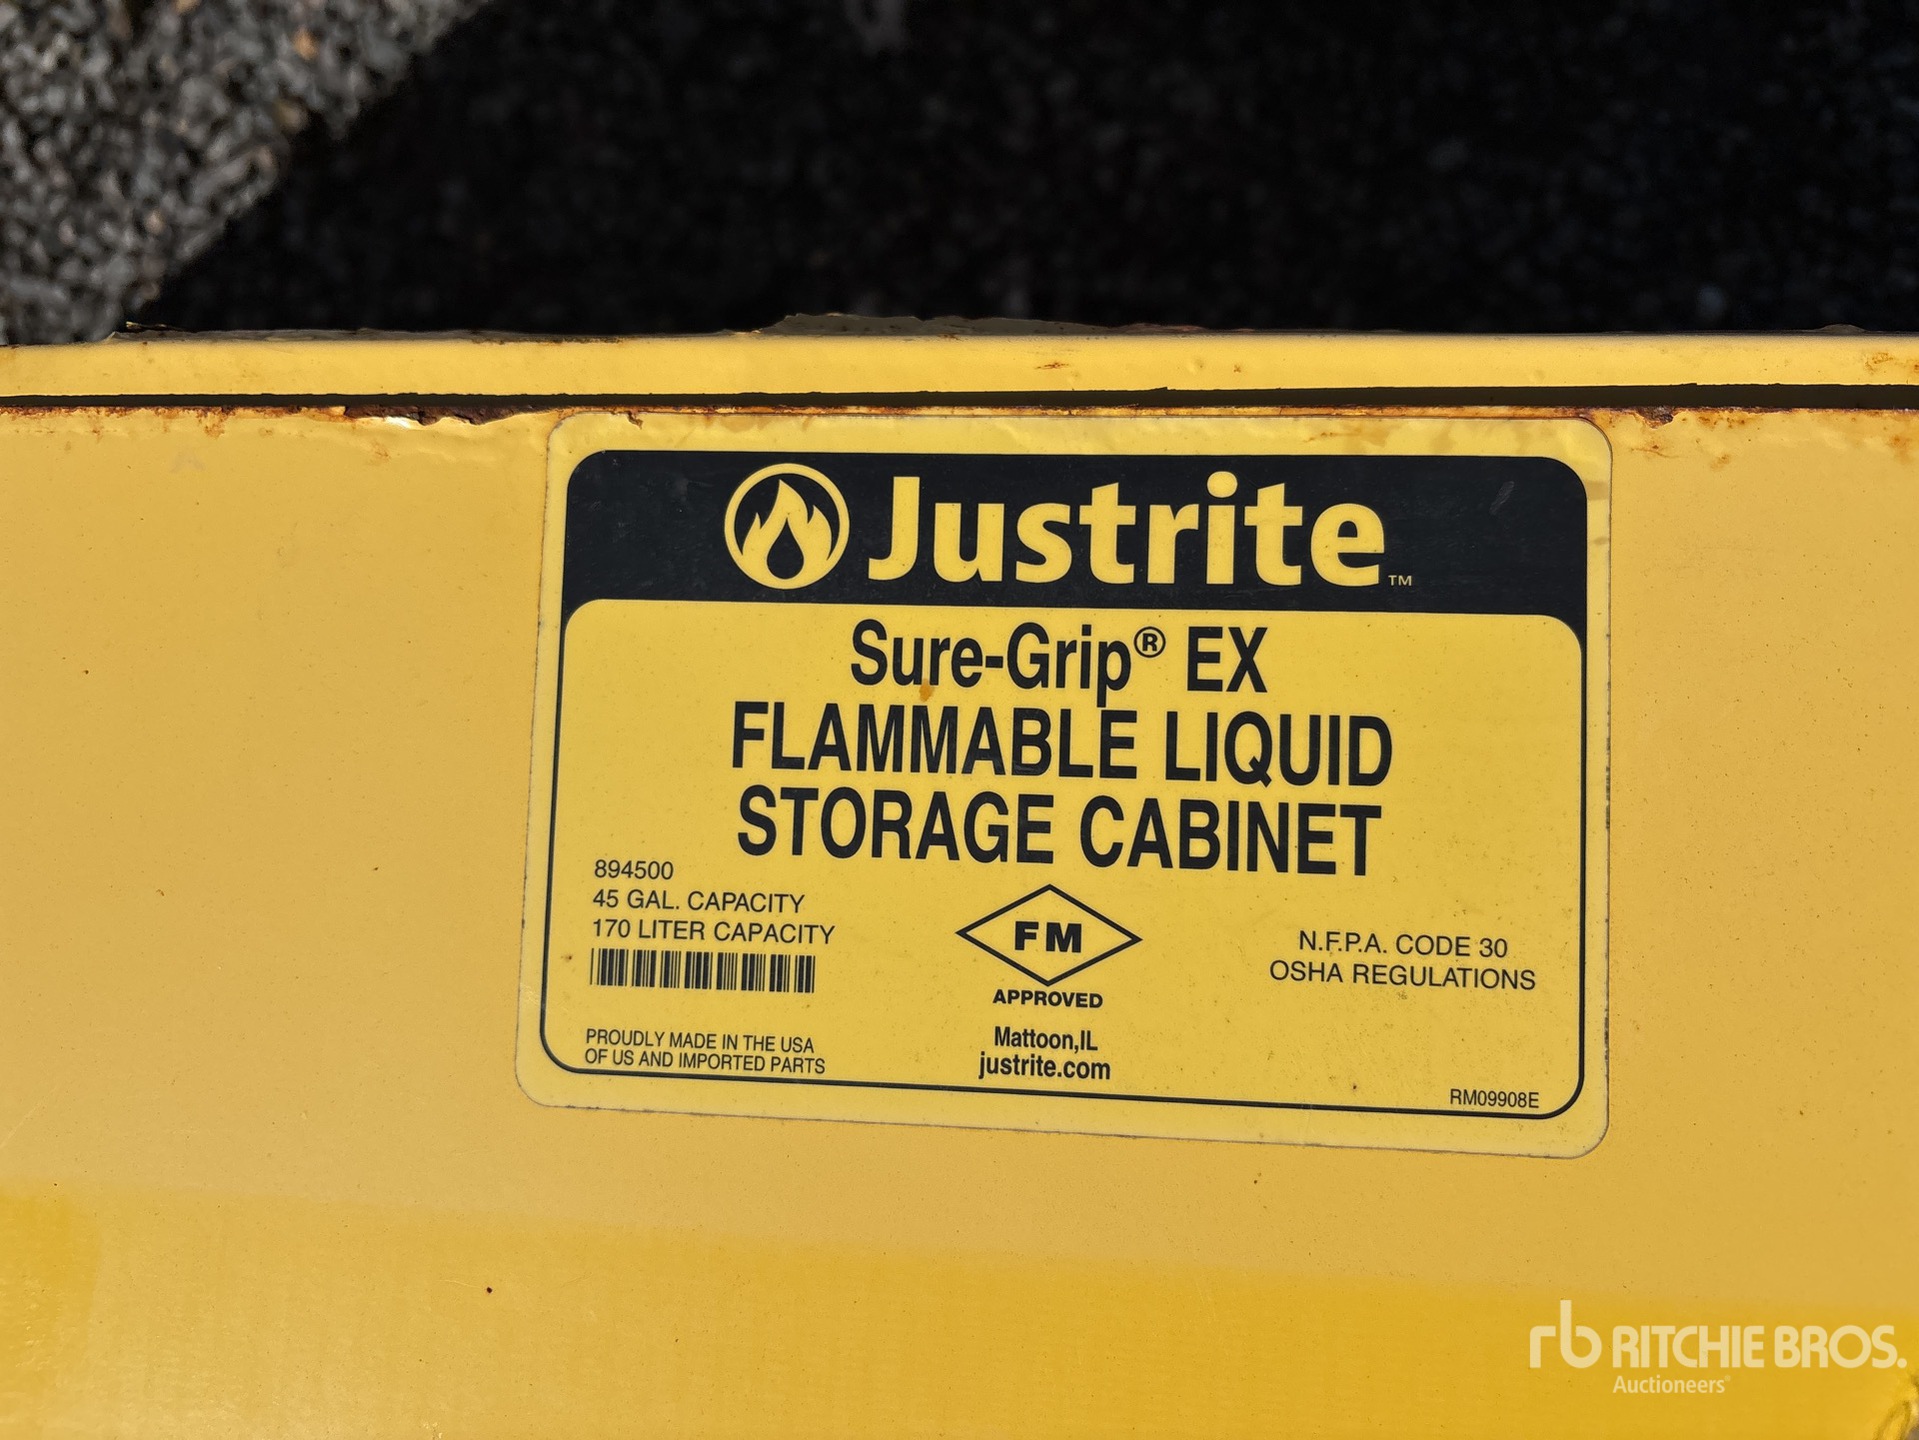 Justrite™
Sure-Grip® EX
FLAMMABLE LIQUID
STORAGE CABINET
894500
45 GAL. CAPACITY
170 LITER CAPACITY
FM
APPROVED
N.F.P.A. CODE 30
OSHA REGULATIONS
PROUDLY MADE IN THE USA
OF US AND IMPORTED PARTS
Mattoon,IL
justrite.com
RM09908E
rb RITCHIE BROS.
Auctioneers